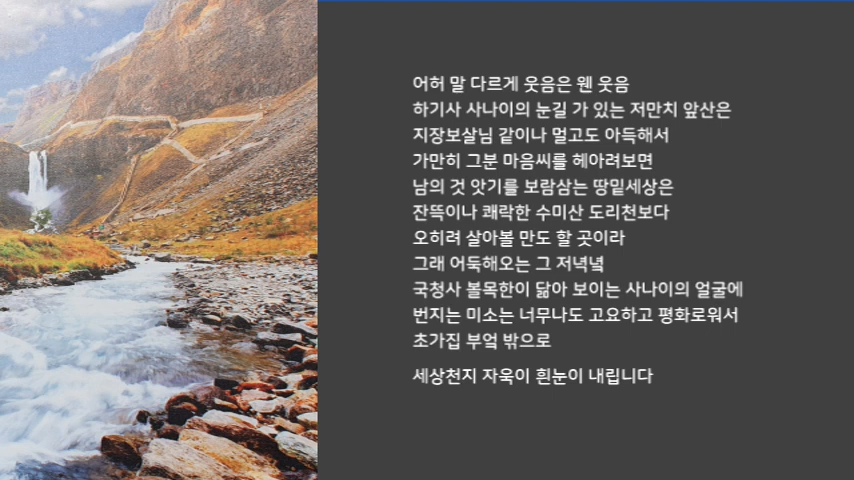 어허 말 다르게 웃음은 웬 웃음
하기사 사나이의 눈길 가 있는 저만치 앞산은
지장보살님 같이나 멀고도 아득해서
가만히 그분 마음씨를 헤아려보면
남의 것 앗기를 보람삼는 땅밑세상은
잔뜩이나 쾌락한 수미산 도리천보다
오히려 살아볼 만도 할 곳이라
그래 어둑해오는 그 저녁녘
국청사 볼목한이 닮아 보이는 사나이의 얼굴에
번지는 미소는 너무나도 고요하고 평화로워서
초가집 부엌 밖으로
세상천지 자욱이 흰눈이 내립니다